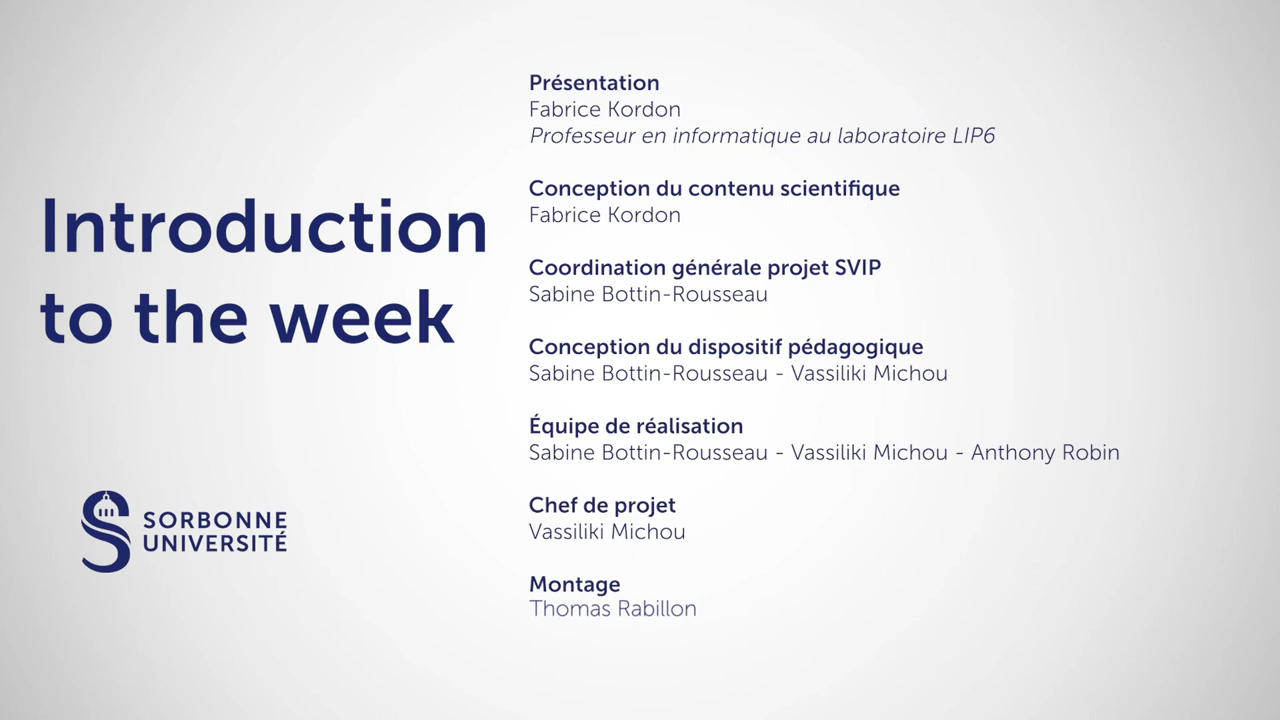 Introduction
to the week
SORBONNE
UNIVERSITÉ
Présentation
Fabrice Kordon
Professeur en informatique au laboratoire LIP6
Conception du contenu scientifique
Fabrice Kordon
Coordination générale projet SVIP
Sabine Bottin-Rousseau
Conception du dispositif pédagogique
Sabine Bottin-Rousseau - Vassiliki Michou
Équipe de réalisation
Sabine Bottin-Rousseau - Vassiliki Michou - Anthony Robin
Chef de projet
Vassiliki Michou
Montage
Thomas Rabillon